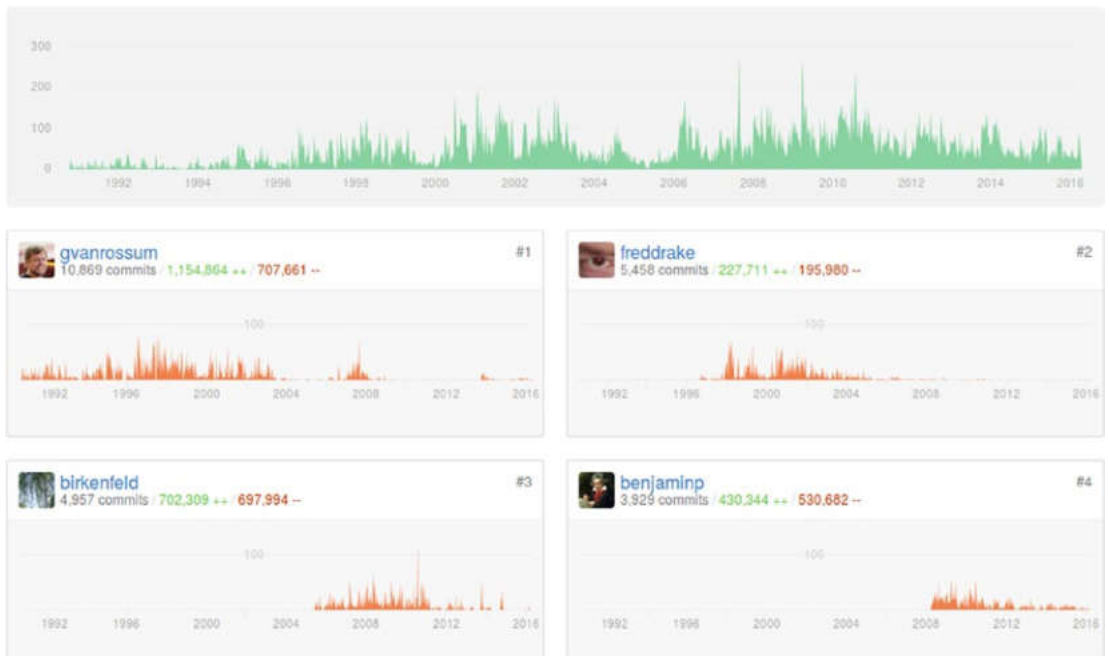 300
200
100
0
1992 1994 1996 1998 2000 2002 2004 2006 2008 2010 2012 2014 2016
gvanrossum #1
10,869 commits / 1,154,864 ++ / 707,661 --
100
1992 1996 2000 2004 2008 2012 2016
freddrake #2
5,458 commits / 227,711 ++ / 195,980 --
100
1992 1996 2000 2004 2008 2012 2016
birkenfeld #3
4,957 commits / 702,309 ++ / 697,994 --
100
1992 1996 2000 2004 2008 2012 2016
benjaminp #4
3,929 commits / 430,344 ++ / 530,682 --
100
1992 1996 2000 2004 2008 2012 2016